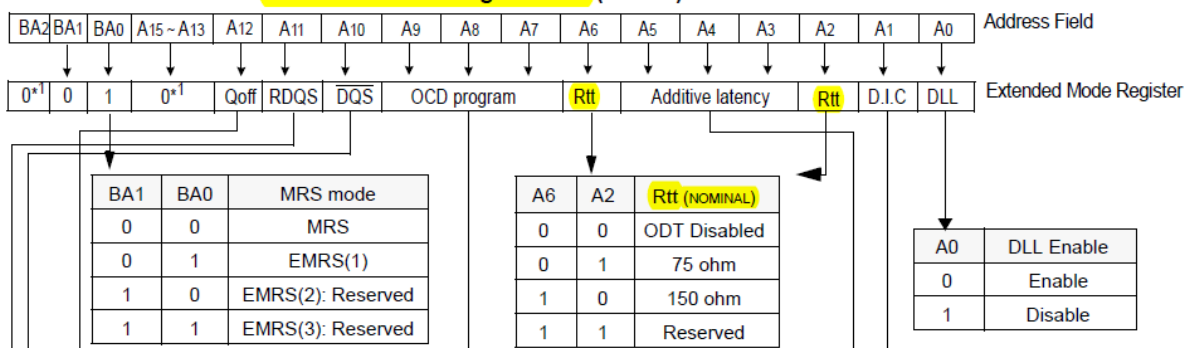 BA2 BA1 BA0 A15 ~ A13 A12 A11 A10 A9 A8 A7 A6 A5 A4 A3 A2 A1 A0 Address Field
0*1 0 1 0*1 Qoff RDQS DQS OCD program Rtt Additive latency Rtt D.I.C DLL Extended Mode Register
BA1 BA0 MRS mode
0 0 MRS
0 1 EMRS(1)
1 0 EMRS(2): Reserved
1 1 EMRS(3): Reserved
A6 A2 Rtt (NOMINAL)
0 0 ODT Disabled
0 1 75 ohm
1 0 150 ohm
1 1 Reserved
A0 DLL Enable
0 Enable
1 Disable